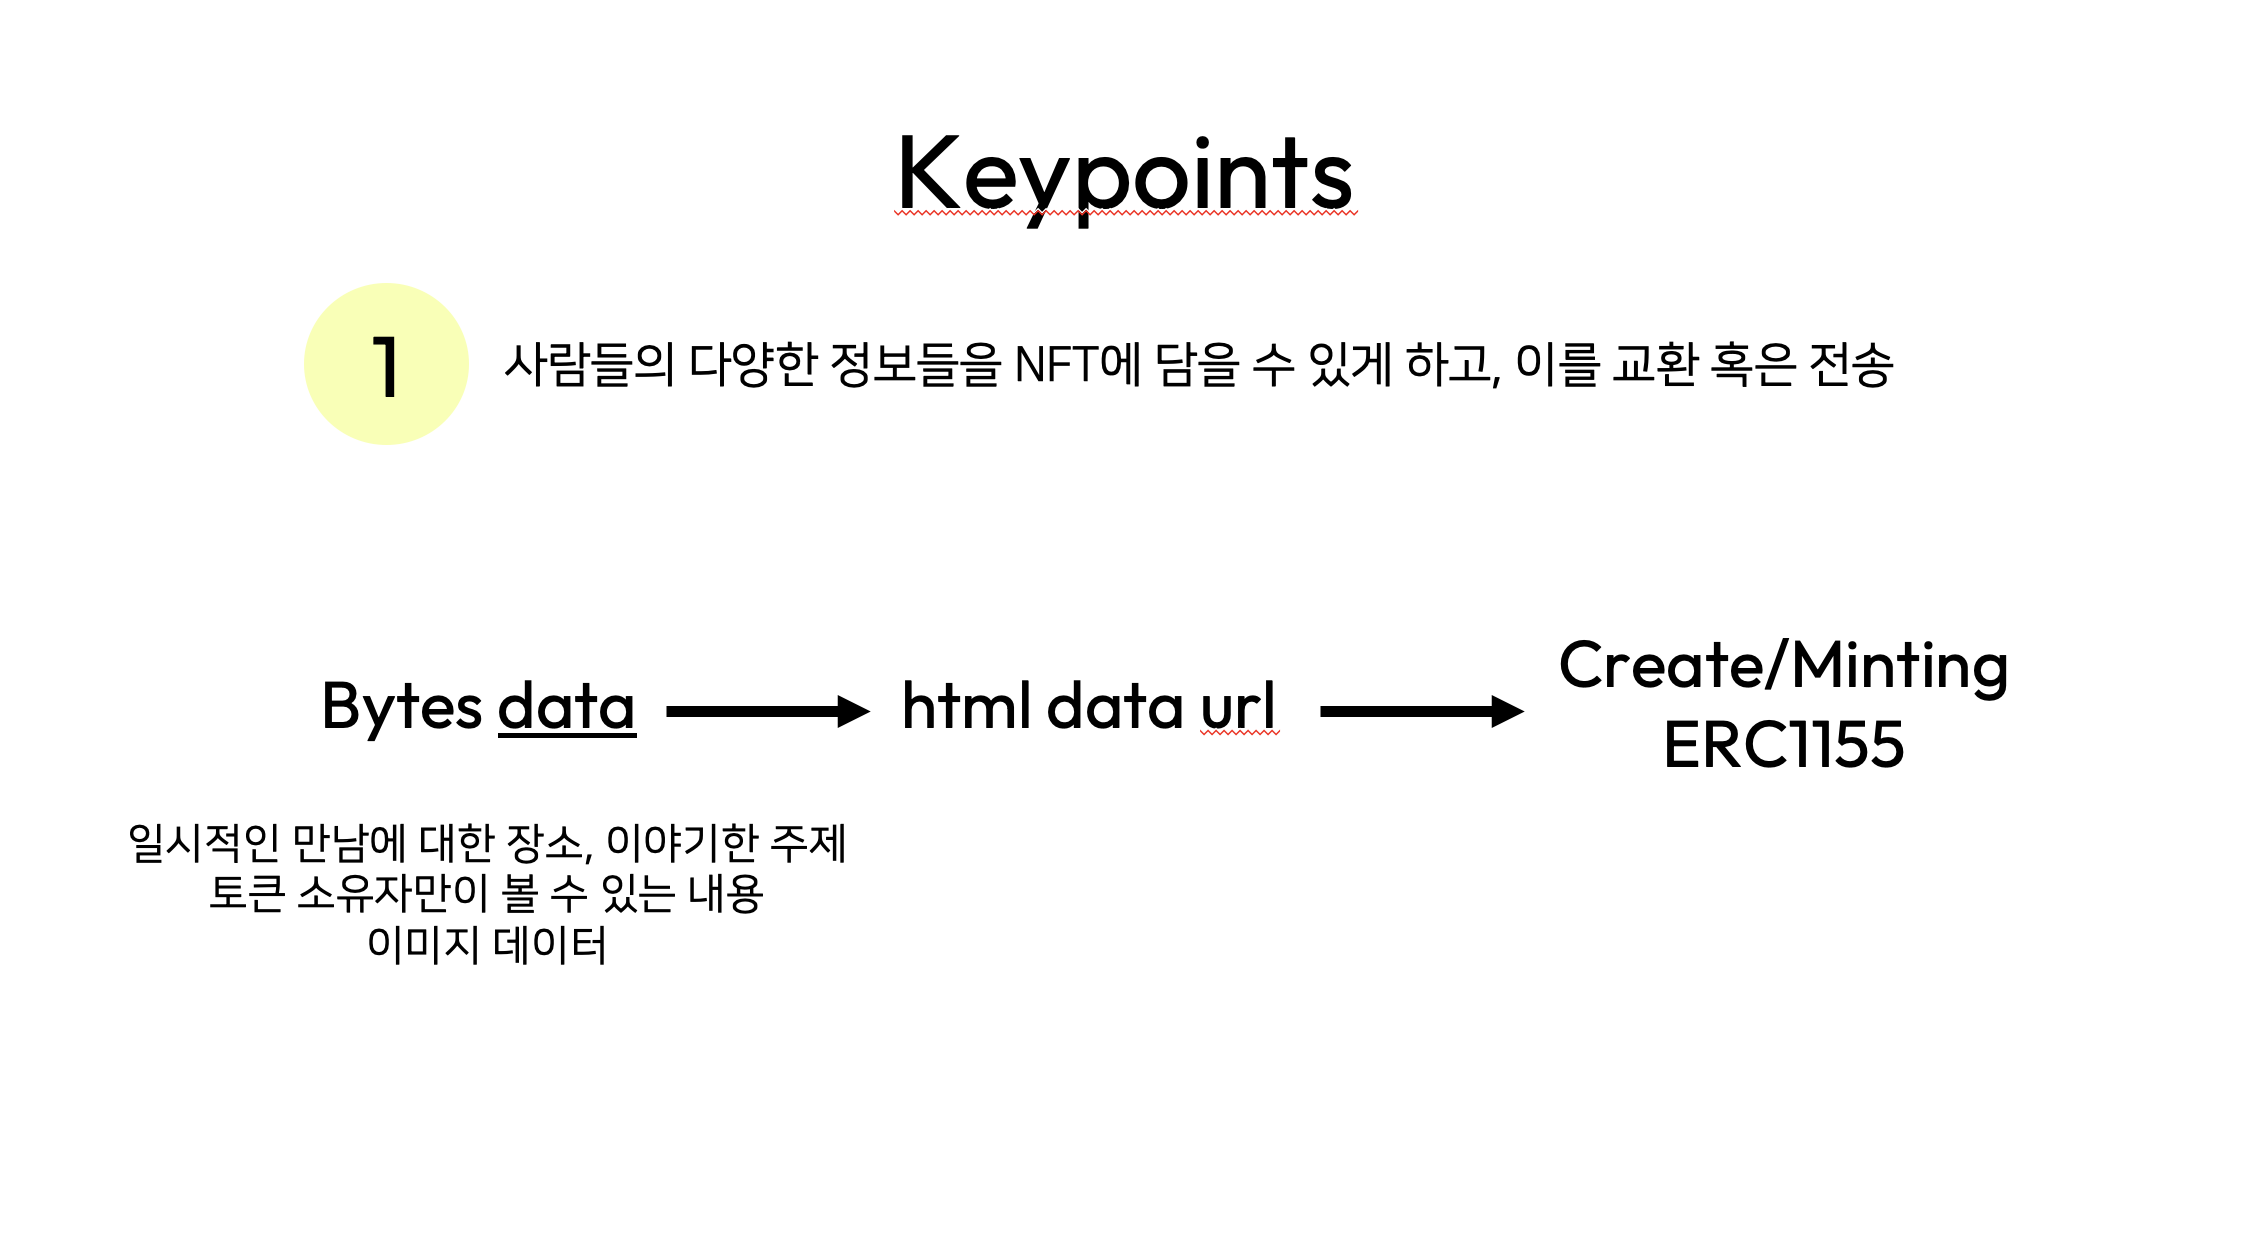 Keypoints
1
사람들의 다양한 정보들을 NFT에 담을 수 있게 하고, 이를 교환 혹은 전송
Bytes data
html data url
Create/Minting
ERC1155
일시적인 만남에 대한 장소, 이야기한 주제
토큰 소유자만이 볼 수 있는 내용
이미지 데이터